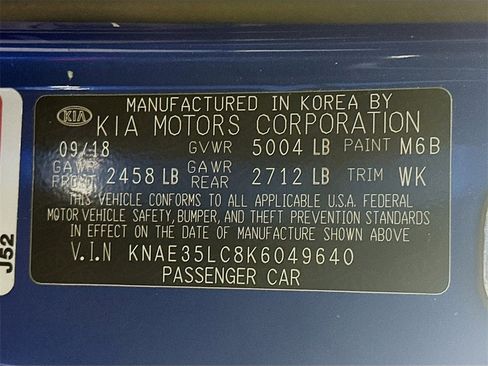 MANUFACTURED IN KOREA BY
KIA KIA MOTORS CORPORATION
09/18 GVWR 5004 LB PAINT M6B
GAWR FRONT 2458 LB GAWR REAR 2712 LB TRIM WK
THIS VEHICLE CONFORMS TO ALL APPLICABLE U.S.A. FEDERAL
MOTOR VEHICLE SAFETY, BUMPER, AND THEFT PREVENTION STANDARDS
IN EFFECT ON THE DATE OF MANUFACTURE SHOWN ABOVE
V.I.N KNAE35LC8K6049640
PASSENGER CAR
J52